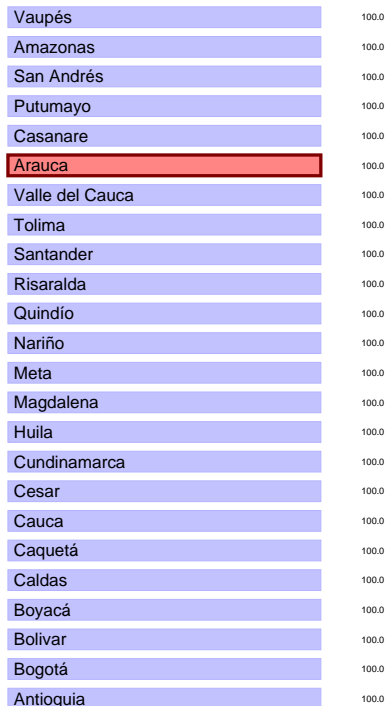 Vaupés 100.0
Amazonas 100.0
San Andrés 100.0
Putumayo 100.0
Casanare 100.0
Arauca 100.0
Valle del Cauca 100.0
Tolima 100.0
Santander 100.0
Risaralda 100.0
Quindío 100.0
Nariño 100.0
Meta 100.0
Magdalena 100.0
Huila 100.0
Cundinamarca 100.0
Cesar 100.0
Cauca 100.0
Caquetá 100.0
Caldas 100.0
Boyacá 100.0
Bolivar 100.0
Bogotá 100.0
Antioquia 100.0